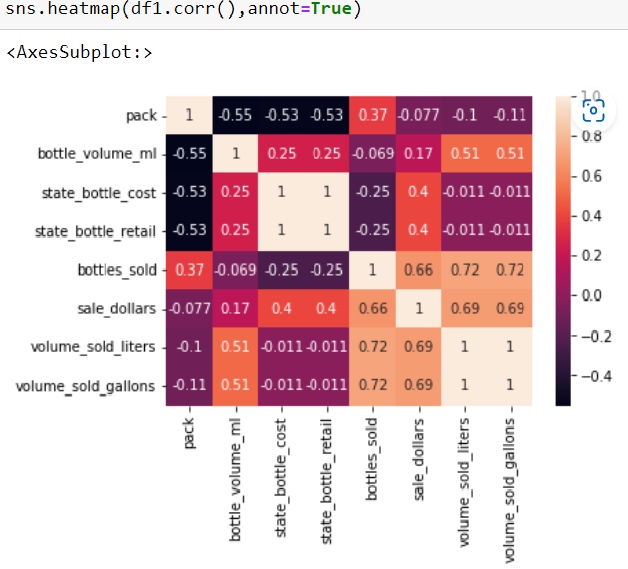 sns.heatmap(df1.corr(),annot=True)
<AxesSubplot:>
pack 1 -0.55 -0.53 -0.53 0.37 -0.077 -0.1 -0.11
bottle_volume_ml -0.55 1 0.25 0.25 -0.069 0.17 0.51 0.51
state_bottle_cost -0.53 0.25 1 1 -0.25 0.4 -0.011 -0.011
state_bottle_retail -0.53 0.25 1 1 -0.25 0.4 -0.011 -0.011
bottles_sold 0.37 -0.069 -0.25 -0.25 1 0.66 0.72 0.72
sale_dollars -0.077 0.17 0.4 0.4 0.66 1 0.69 0.69
volume_sold_liters -0.1 0.51 -0.011 -0.011 0.72 0.69 1 1
volume_sold_gallons -0.11 0.51 -0.011 -0.011 0.72 0.69 1 1
pack
bottle_volume_ml
state_bottle_cost
state_bottle_retail
bottles_sold
sale_dollars
volume_sold_liters
volume_sold_gallons
1.0
0.8
0.6
0.4
0.2
0.0
−0.2
−0.4